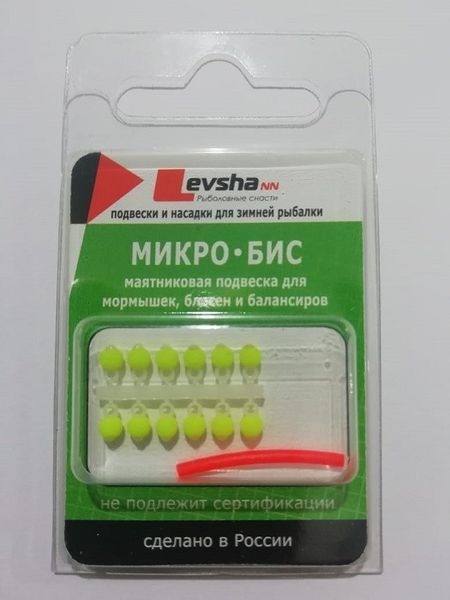 Levsha NN
Рыболовные снасти
подвески и насадки для зимней рыбалки
МИКРО·БИС
маятниковая подвеска для
мормышек, блесен и балансиров
не подлежит сертификации
сделано в России